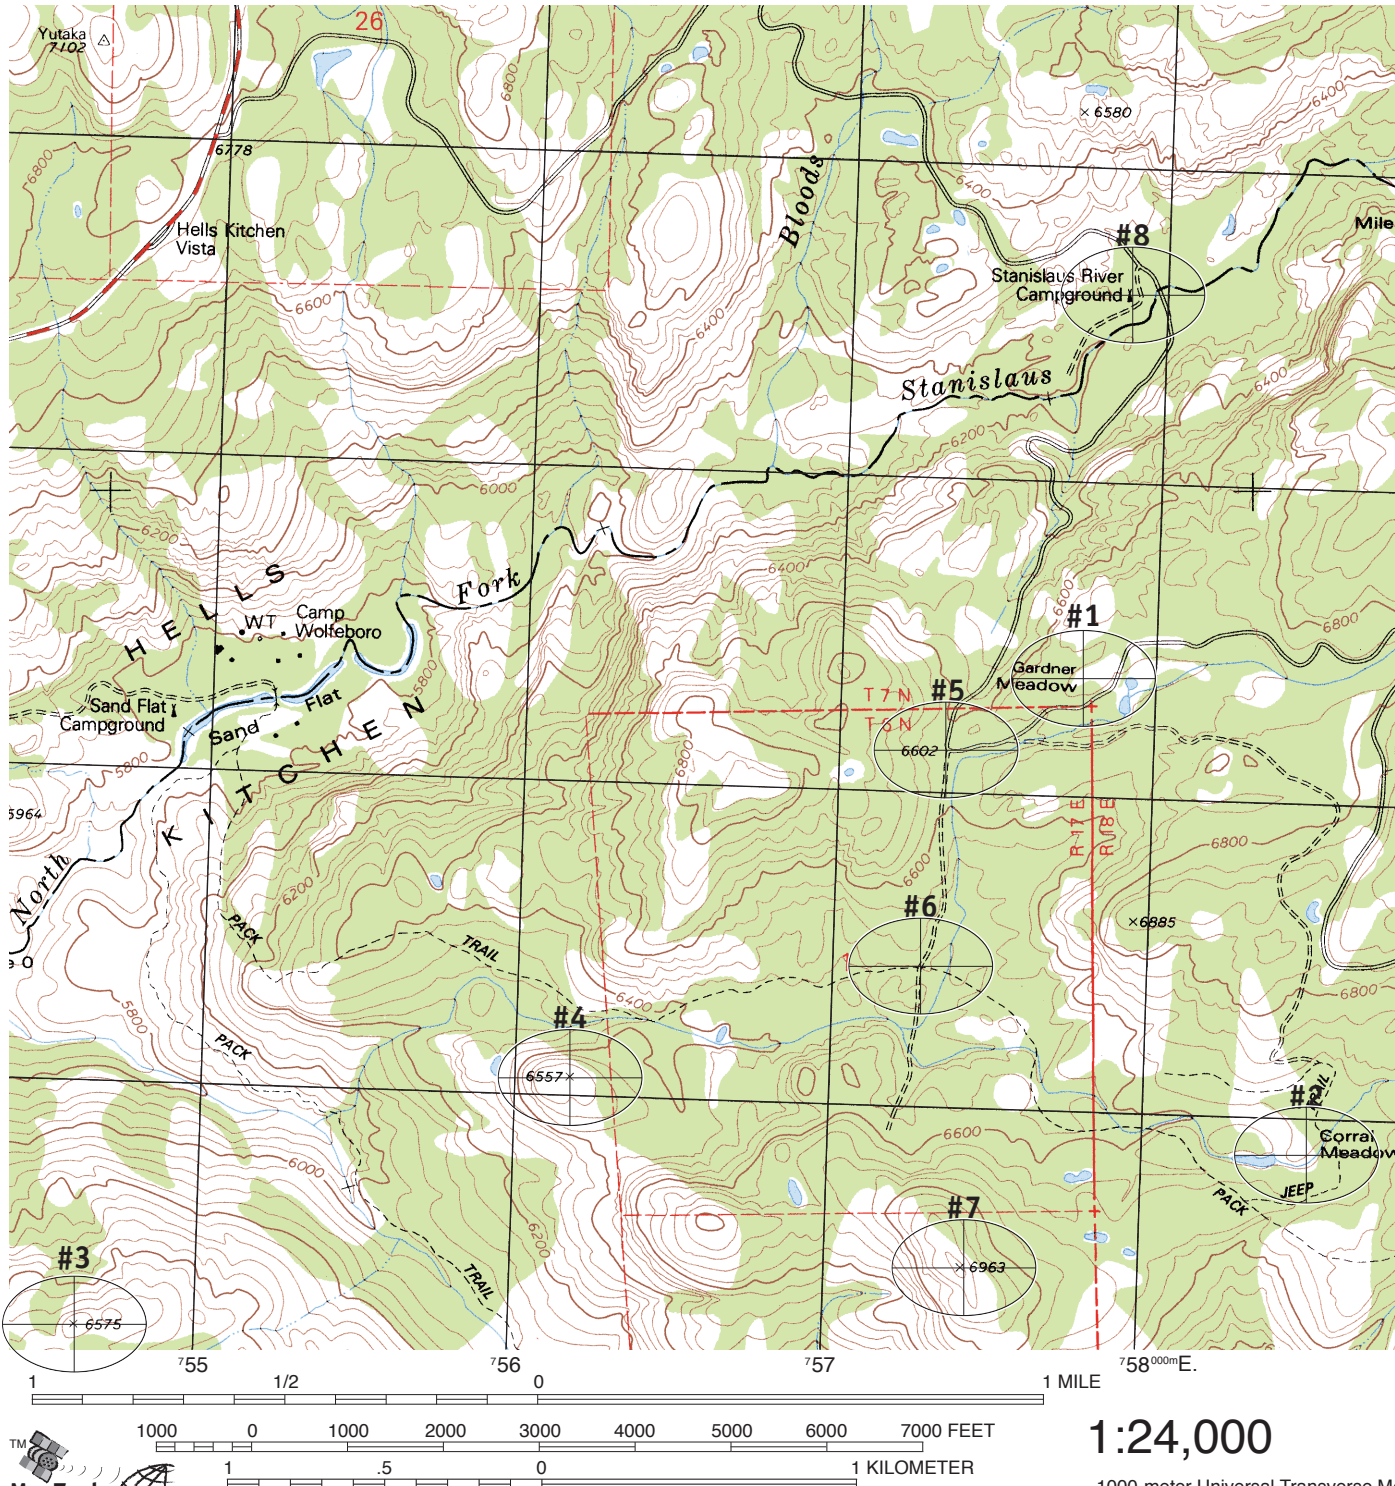 26
Yutaka
7102
6800
× 6580
6400
6778
6800
Bloods
6400
Hells Kitchen
Vista
Mile
#8
Stanislaus River
Campground
6600
6400
Stanislaus
6400
6200
6000
6200
6400
Fork
6600
HELLS
WT
Camp
Wolfeboro
#1
6800
Gardner
Meadow
5800
Sand Flat
Campground
Sand Flat
T 7 N
T 6 N
#5
6602
5800
6800
KITCHEN
5964
R 17 E
R 18 E
6800
6600
6200
North
#6
×6885
PACK
TRAIL
6400
6800
5800
#4
6557×
PACK
TRAIL
#2
6600
Corral
Meadow
6000
JEEP
PACK
#7
6200
× 6963
#3
TRAIL
× 6575
755
756
757
758 000m E.
1 1/2 0 1 MILE
1000 0 1000 2000 3000 4000 5000 6000 7000 FEET
1:24,000
TM
1 .5 0 1 KILOMETER